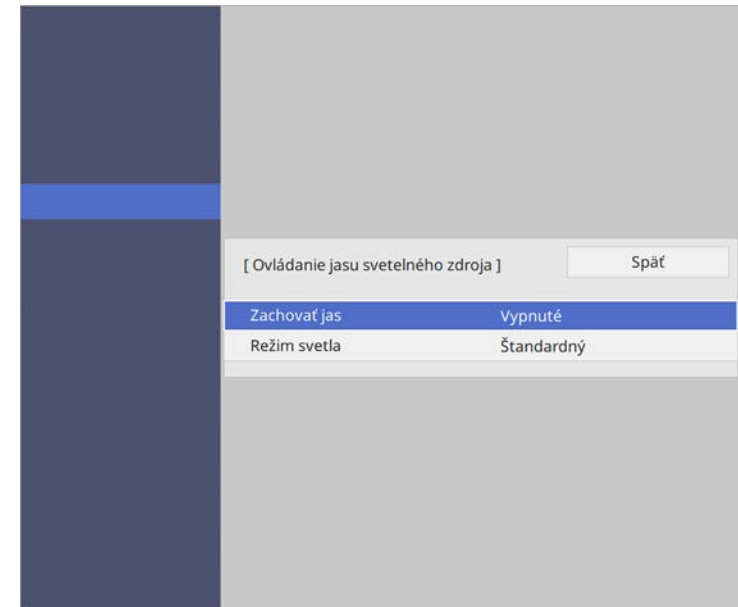 [ Ovládanie jasu svetelného zdroja ] Späť
Zachovať jas Vypnuté
Režim svetla Štandardný